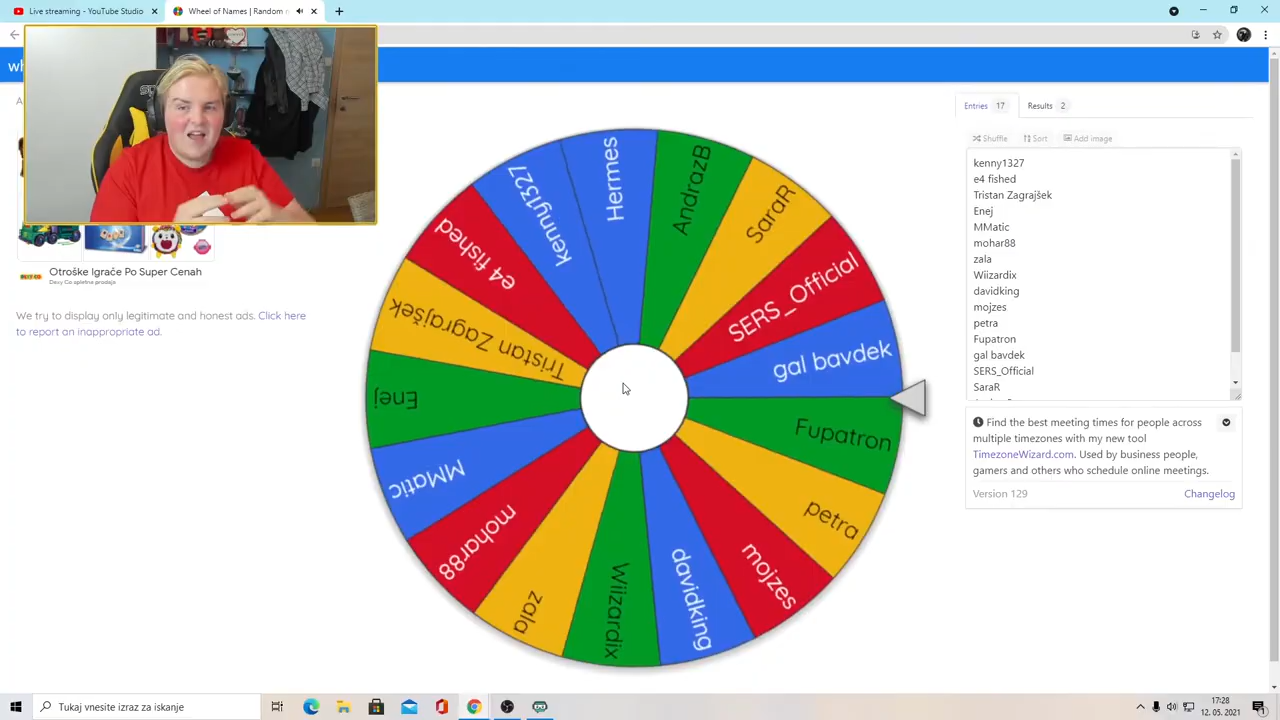 Live streaming - YouTube Studio
Wheel of Names | Random n
wh
A
Otroške Igrače Po Super Cenah
Dexy Co spletna prodaja
We try to display only legitimate and honest ads. Click here
to report an inappropriate ad.
Hermes
AndrazB
SaraR
SERS_Official
gal bavdek
Fupatron
petra
mojzes
davidking
Wiizardix
zala
mohar88
MMatic
Enej
Tristan Zagrajšek
e4 fished
kenny1327
Entries 17
Results 2
Shuffle
Sort
Add image
kenny1327
e4 fished
Tristan Zagrajšek
Enej
MMatic
mohar88
zala
Wiizardix
davidking
mojzes
petra
Fupatron
gal bavdek
SERS_Official
SaraR
Find the best meeting times for people across
multiple timezones with my new tool
TimezoneWizard.com. Used by business people,
gamers and others who schedule online meetings.
Version 129
Changelog
Tukaj vnesite izraz za iskanje
17:28
12. 05. 2021